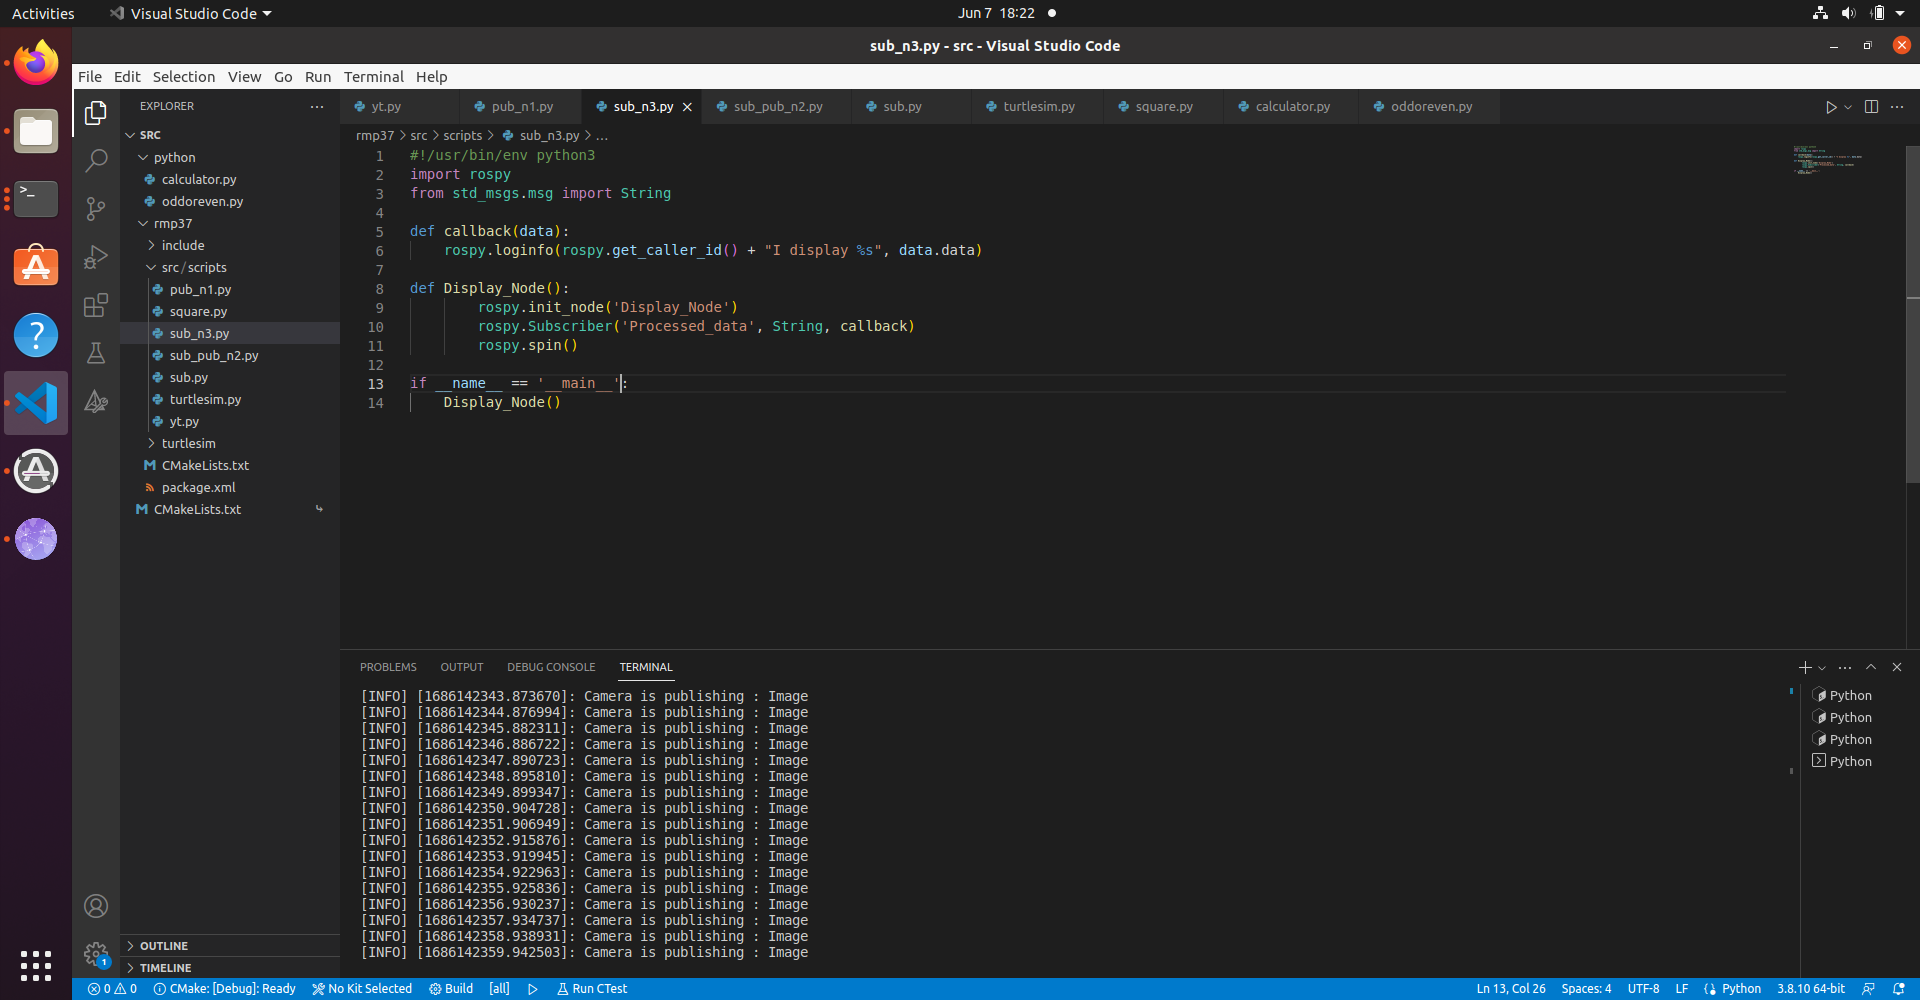 Activities Visual Studio Code Jun 7 18:22
sub_n3.py - src - Visual Studio Code
File Edit Selection View Go Run Terminal Help
EXPLORER
SRC
python
calculator.py
oddoreven.py
rmp37
include
src/scripts
pub_n1.py
square.py
sub_n3.py
sub_pub_n2.py
sub.py
turtlesim.py
yt.py
turtlesim
CMakeLists.txt
package.xml
CMakeLists.txt
OUTLINE
TIMELINE
yt.py pub_n1.py sub_n3.py sub_pub_n2.py sub.py turtlesim.py square.py calculator.py oddoreven.py
rmp37 > src > scripts > sub_n3.py > ...
1 #!/usr/bin/env python3
2 import rospy
3 from std_msgs.msg import String
4
5 def callback(data):
6     rospy.loginfo(rospy.get_caller_id() + "I display %s", data.data)
7
8 def Display_Node():
9         rospy.init_node('Display_Node')
10         rospy.Subscriber('Processed_data', String, callback)
11         rospy.spin()
12
13 if __name__ == '__main__':
14     Display_Node()
PROBLEMS OUTPUT DEBUG CONSOLE TERMINAL
[INFO] [1686142343.873670]: Camera is publishing : Image
[INFO] [1686142344.876994]: Camera is publishing : Image
[INFO] [1686142345.882311]: Camera is publishing : Image
[INFO] [1686142346.886722]: Camera is publishing : Image
[INFO] [1686142347.890723]: Camera is publishing : Image
[INFO] [1686142348.895810]: Camera is publishing : Image
[INFO] [1686142349.899347]: Camera is publishing : Image
[INFO] [1686142350.904728]: Camera is publishing : Image
[INFO] [1686142351.906949]: Camera is publishing : Image
[INFO] [1686142352.915876]: Camera is publishing : Image
[INFO] [1686142353.919945]: Camera is publishing : Image
[INFO] [1686142354.922963]: Camera is publishing : Image
[INFO] [1686142355.925836]: Camera is publishing : Image
[INFO] [1686142356.930237]: Camera is publishing : Image
[INFO] [1686142357.934737]: Camera is publishing : Image
[INFO] [1686142358.938931]: Camera is publishing : Image
[INFO] [1686142359.942503]: Camera is publishing : Image
Python
Python
Python
Python
1
0 0 CMake: [Debug]: Ready No Kit Selected Build [all] Run CTest Ln 13, Col 26 Spaces: 4 UTF-8 LF Python 3.8.10 64-bit